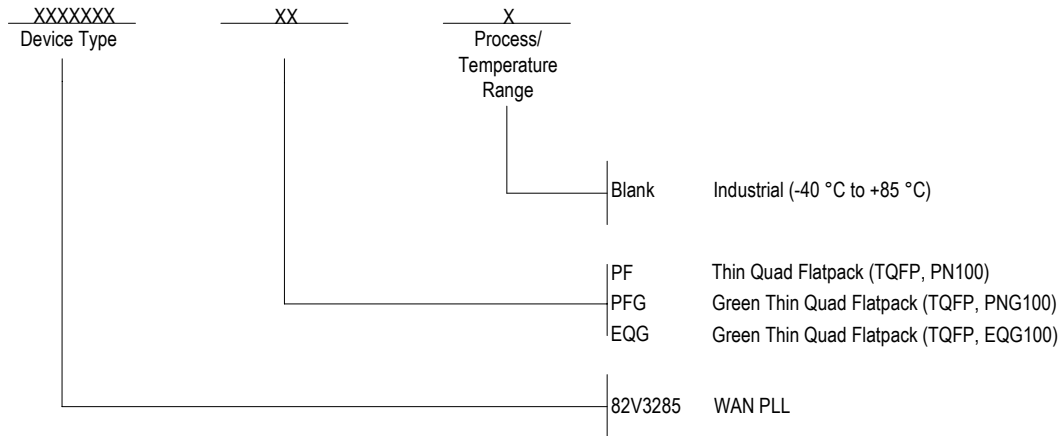 XXXXXXX XX X
Device Type
Process/
Temperature
Range
Blank Industrial (-40 °C to +85 °C)
PF Thin Quad Flatpack (TQFP, PN100)
PFG Green Thin Quad Flatpack (TQFP, PNG100)
EQG Green Thin Quad Flatpack (TQFP, EQG100)
82V3285 WAN PLL